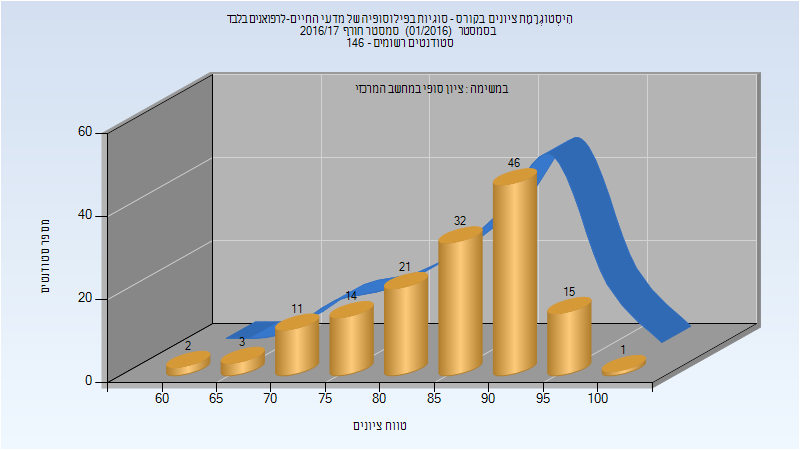 היסטוגרמת ציונים בקורס - סוגיות בפילוסופיה של מדעי החיים-לרפואנים בלבד
בסמסטר (01/2016) סמסטר חורף 2016/17
סטודנטים רשומים - 146
במשימה : ציון סופי במחשב המרכזי
60
40
20
0
מספר סטודנטים
2
3
11
14
21
32
46
15
1
60 65 70 75 80 85 90 95 100
טווח ציונים